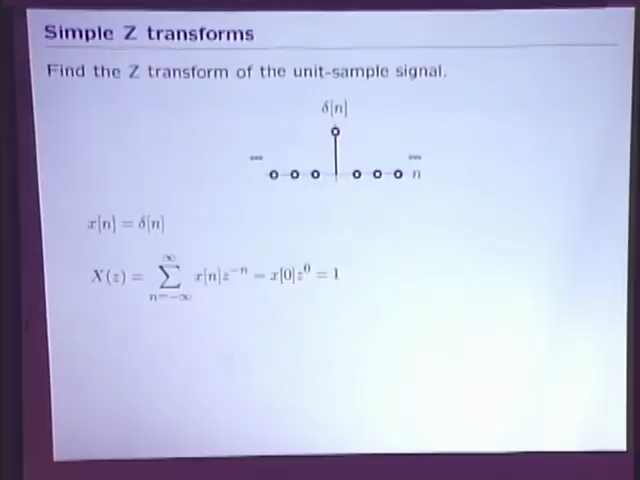 Simple Z transforms
Find the Z transform of the unit-sample signal.
δ[n]
n
x[n] = δ[n]
X(z) = ∑_{n=−∞}^{∞} x[n]z^{−n} = x[0]z^0 = 1